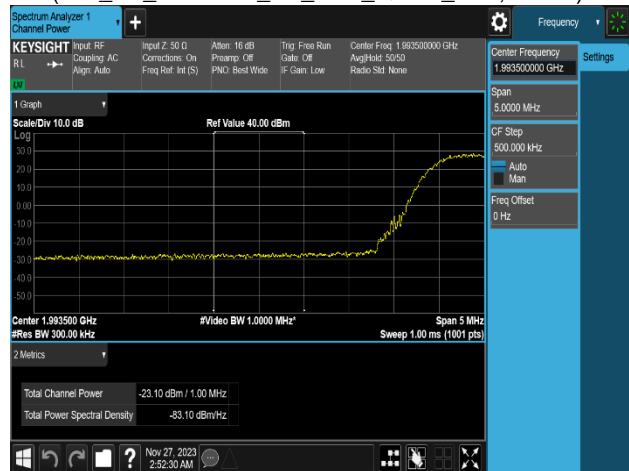 Spectrum Analyzer 1
Channel Power
+
Frequency
KEYSIGHT
RL
LV
Input: RF
Coupling: AC
Align: Auto
Input Z: 50 Ω
Corrections: On
Freq Ref: Int (S)
Atten: 16 dB
Preamp: Off
PNO: Best Wide
Trig: Free Run
Gate: Off
IF Gain: Low
Center Freq: 1.993500000 GHz
Avg|Hold: 50/50
Radio Std: None
Center Frequency
1.993500000 GHz
Settings
Span
5.0000 MHz
CF Step
500.000 kHz
Auto
Man
Freq Offset
0 Hz
1 Graph
Scale/Div 10.0 dB
Ref Value 40.00 dBm
Log
30.0
20.0
10.0
0.00
-10.0
-20.0
-30.0
-40.0
-50.0
Center 1.993500 GHz
#Video BW 1.0000 MHz*
Span 5 MHz
#Res BW 300.00 kHz
Sweep 1.00 ms (1001 pts)
2 Metrics
Total Channel Power -23.10 dBm / 1.00 MHz
Total Power Spectral Density -83.10 dBm/Hz
?
Nov 27, 2023
2:52:30 AM